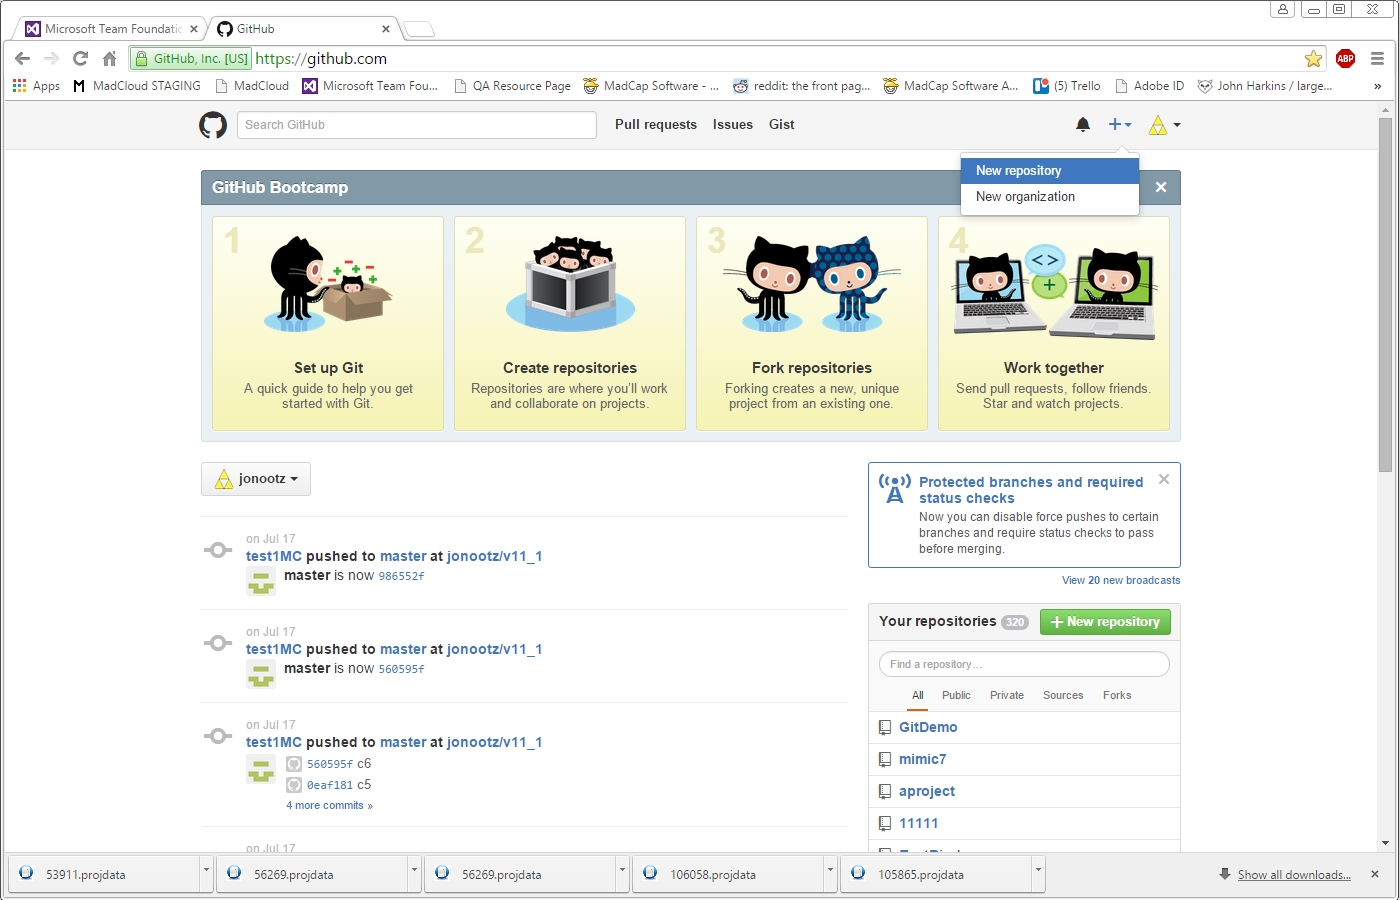 Microsoft Team Foundatic
GitHub
GitHub, Inc. [US]
https://github.com
ABP
Apps
MadCloud STAGING
MadCloud
Microsoft Team Fou...
QA Resource Page
MadCap Software - ...
reddit: the front pag...
MadCap Software A...
(5) Trello
Adobe ID
John Harkins / large...
»
Search GitHub
Pull requests
Issues
Gist
New repository
New organization
GitHub Bootcamp
1
Set up Git
A quick guide to help you get
started with Git.
2
Create repositories
Repositories are where you'll work
and collaborate on projects.
3
Fork repositories
Forking creates a new, unique
project from an existing one.
4
Work together
Send pull requests, follow friends.
Star and watch projects.
jonootz
on Jul 17
test1MC pushed to master at jonootz/v11_1
master is now 986552f
on Jul 17
test1MC pushed to master at jonootz/v11_1
master is now 560595f
on Jul 17
test1MC pushed to master at jonootz/v11_1
560595f c6
0eaf181 c5
4 more commits »
on Jul 17
Protected branches and required
status checks
Now you can disable force pushes to certain
branches and require status checks to pass
before merging.
View 20 new broadcasts
Your repositories 320
New repository
Find a repository...
All
Public
Private
Sources
Forks
GitDemo
mimic7
aproject
11111
53911.projdata
56269.projdata
56269.projdata
106058.projdata
105865.projdata
Show all downloads...